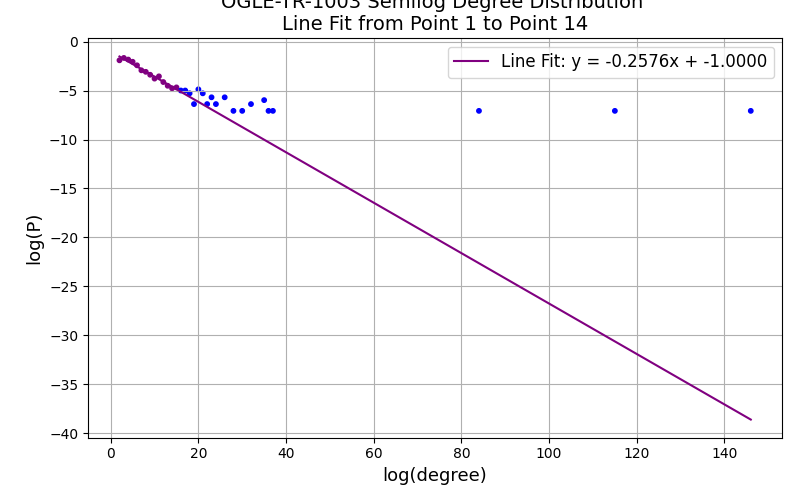 OGLE-TR-1003 Semilog Degree Distribution
Line Fit from Point 1 to Point 14
Line Fit: y = -0.2576x + -1.0000
log(P)
0
−5
−10
−15
−20
−25
−30
−35
−40
0 20 40 60 80 100 120 140
log(degree)